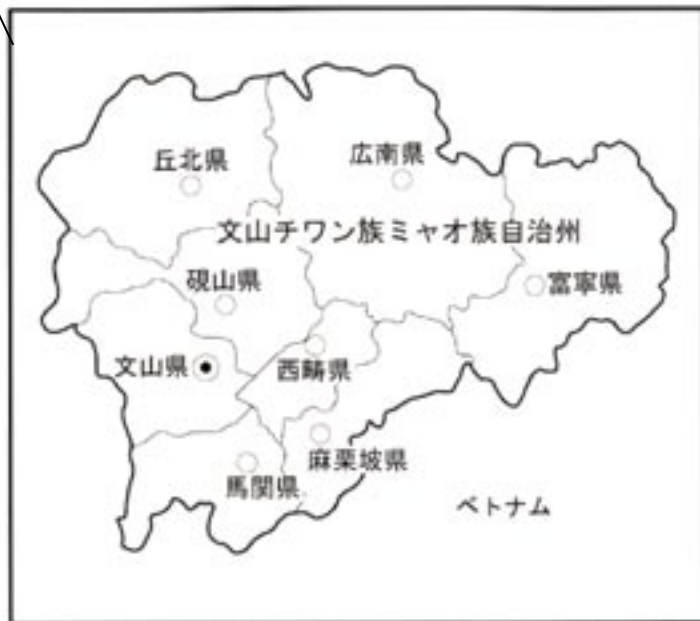 丘北県
広南県
文山チワン族ミャオ族自治州
硯山県
富寧県
文山県
西疇県
麻栗坡県
馬関県
ベトナム